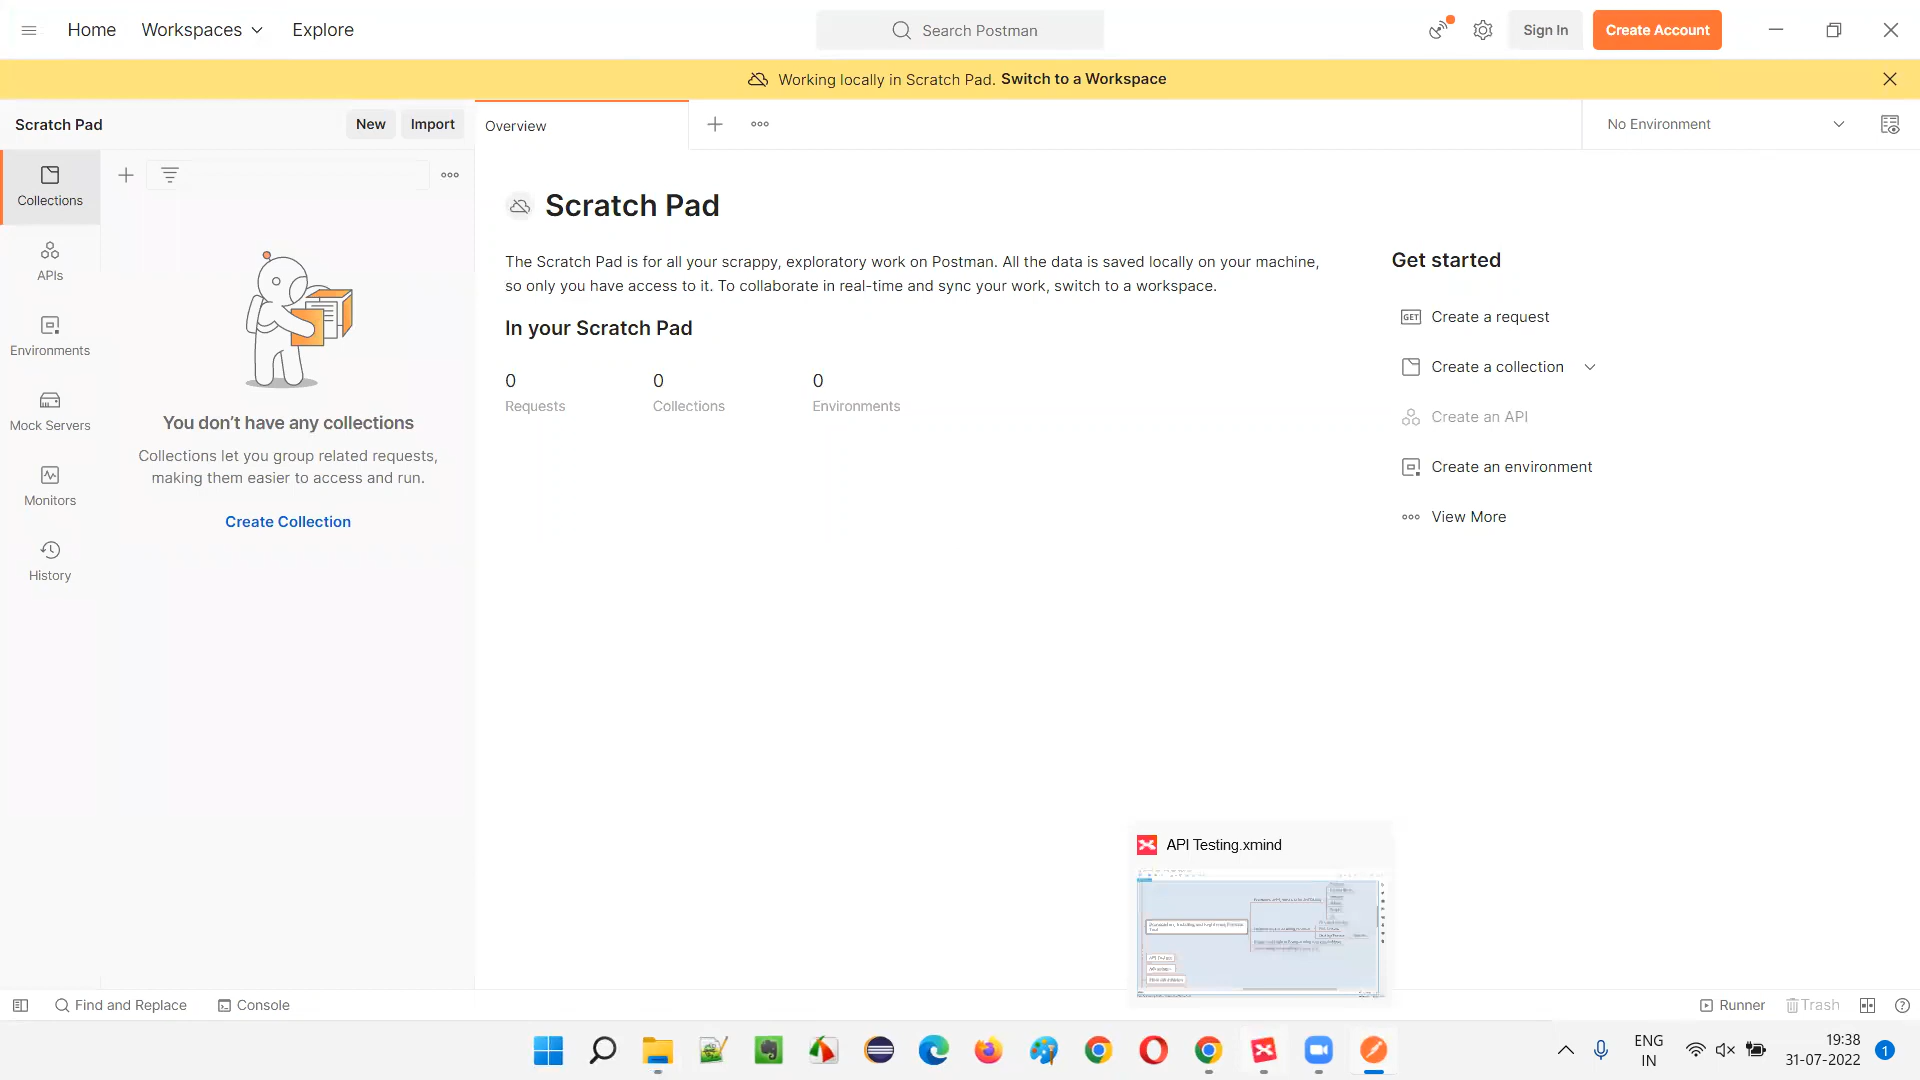 Home Workspaces Explore Search Postman Sign In Create Account
Working locally in Scratch Pad. Switch to a Workspace
Scratch Pad New Import Overview No Environment
Collections
APIs
Environments
Mock Servers
Monitors
History
You don't have any collections
Collections let you group related requests,
making them easier to access and run.
Create Collection
Scratch Pad
The Scratch Pad is for all your scrappy, exploratory work on Postman. All the data is saved locally on your machine,
so only you have access to it. To collaborate in real-time and sync your work, switch to a workspace.
In your Scratch Pad
0 0 0
Requests Collections Environments
Get started
GET Create a request
Create a collection
Create an API
Create an environment
View More
API Testing.xmind
Find and Replace Console Runner Trash
ENG
IN
19:38
31-07-2022
1